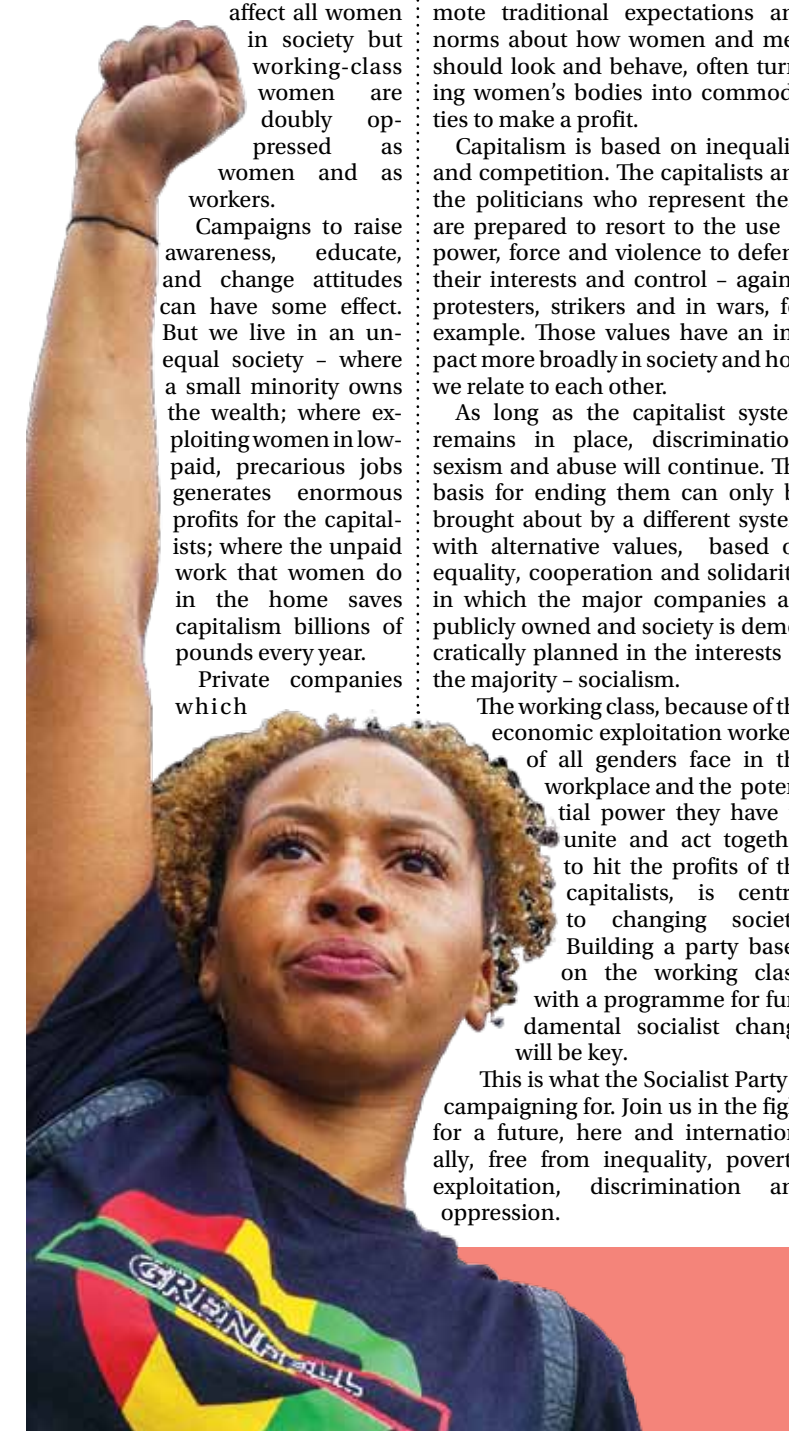 affect all women
in society but
working-class
women are
doubly op-
pressed as
women and as
workers.
Campaigns to raise
awareness, educate,
and change attitudes
can have some effect.
But we live in an un-
equal society – where
a small minority owns
the wealth; where ex-
ploiting women in low-
paid, precarious jobs
generates enormous
profits for the capital-
ists; where the unpaid
work that women do
in the home saves
capitalism billions of
pounds every year.
Private companies
which
mote traditional expectations an
norms about how women and me
should look and behave, often turn
ing women's bodies into commod
ties to make a profit.
Capitalism is based on inequali
and competition. The capitalists an
the politicians who represent the
are prepared to resort to the use
power, force and violence to defen
their interests and control – again
protesters, strikers and in wars, fo
example. Those values have an im
pact more broadly in society and ho
we relate to each other.
As long as the capitalist syste
remains in place, discriminatio
sexism and abuse will continue. Th
basis for ending them can only b
brought about by a different syste
with alternative values, based o
equality, cooperation and solidarit
in which the major companies a
publicly owned and society is demo
cratically planned in the interests
the majority – socialism.
The working class, because of th
economic exploitation worke
of all genders face in th
workplace and the poten
tial power they have
unite and act togeth
to hit the profits of th
capitalists, is centr
to changing societ
Building a party base
on the working clas
with a programme for fun
damental socialist chang
will be key.
This is what the Socialist Party
campaigning for. Join us in the figh
for a future, here and internation
ally, free from inequality, povert
exploitation, discrimination an
oppression.
GRENFELL